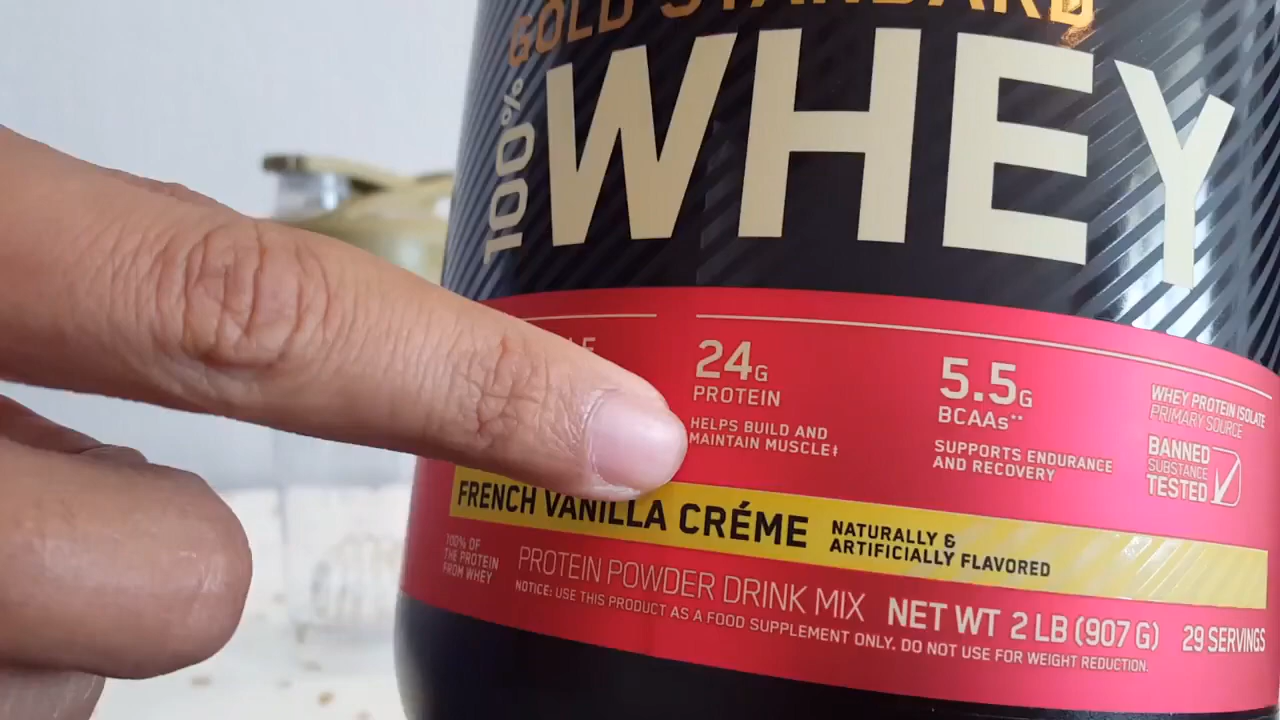 GOLD STANDARD
100%
WHEY
24G
PROTEIN
HELPS BUILD AND
MAINTAIN MUSCLE‡
5.5G
BCAAs**
SUPPORTS ENDURANCE
AND RECOVERY
WHEY PROTEIN ISOLATE
PRIMARY SOURCE
BANNED
SUBSTANCE
TESTED
FRENCH VANILLA CRÉME
NATURALLY &
ARTIFICIALLY FLAVORED
100% OF
THE PROTEIN
FROM WHEY
PROTEIN POWDER DRINK MIX
NET WT 2 LB (907 G)
29 SERVINGS
NOTICE: USE THIS PRODUCT AS A FOOD SUPPLEMENT ONLY. DO NOT USE FOR WEIGHT REDUCTION.